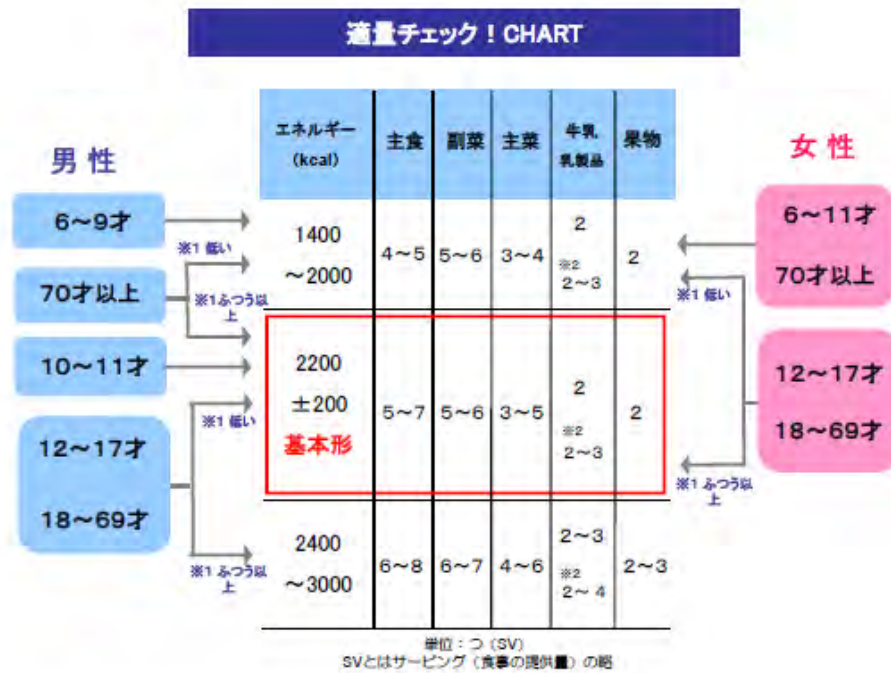 適量チェック！CHART
男性
女性
エネルギー
(kcal)
主食
副菜
主菜
牛乳
乳製品
果物
6～9才
70才以上
10～11才
12～17才
18～69才
※1 低い
※1ふつう以
上
※1 低い
※1 ふつう以
上
1400
～2000
4～5
5～6
3～4
2
※2
2～3
2
2200
±200
基本形
5～7
5～6
3～5
2
※2
2～3
2
2400
～3000
6～8
6～7
4～6
2～3
※2
2～ 4
2～3
6～11才
70才以上
12～17才
18～69才
※1 低い
※1 ふつう以
上
単位：つ（SV）
SVとはサービング（食事の提供量）の略